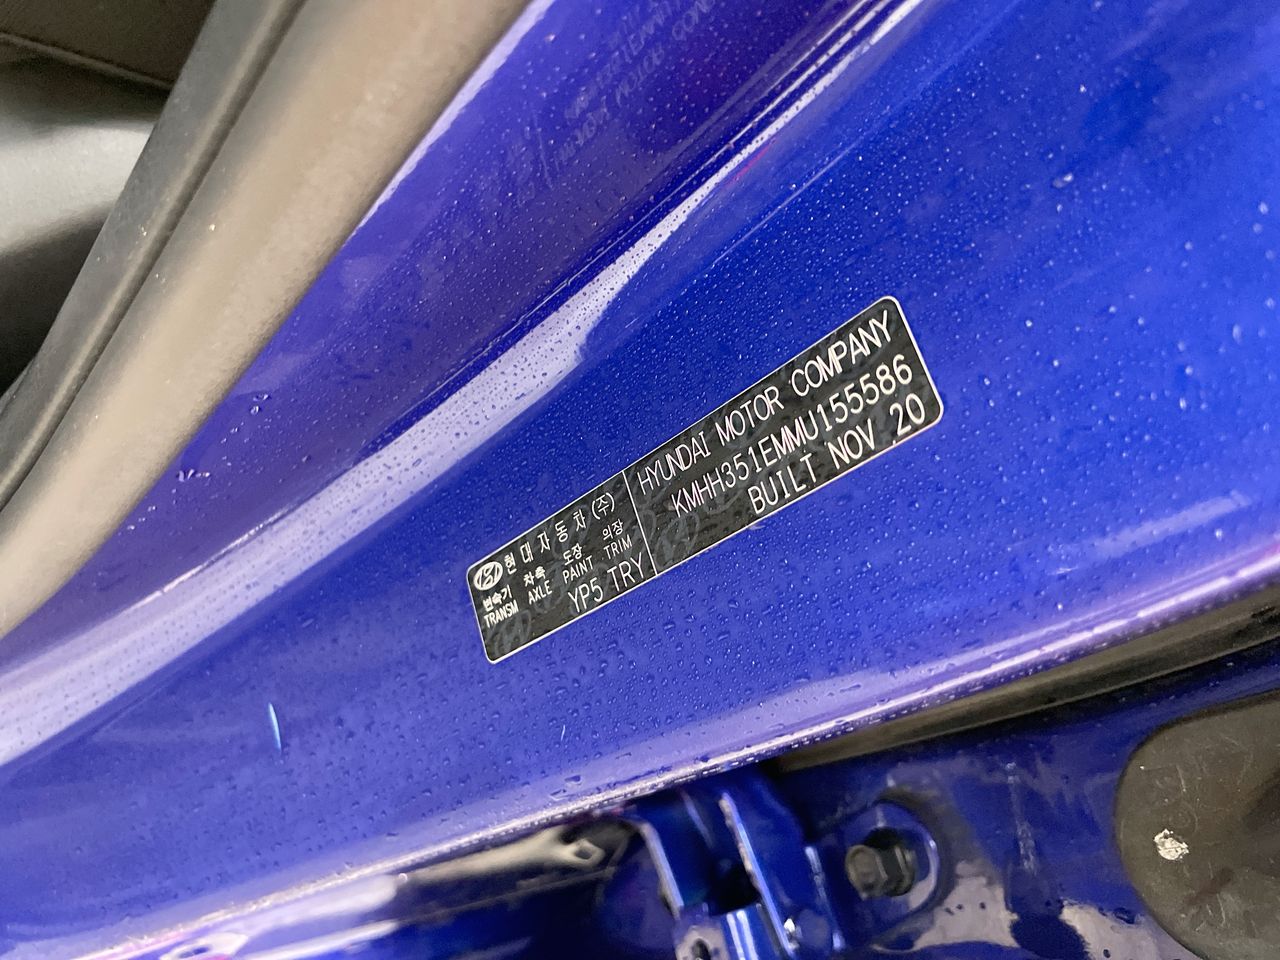 현대자동차(주)
변속기 차축 도장 의장
TRANSM AXLE PAINT TRIM
YP5 TRY
HYUNDAI MOTOR COMPANY
KMHH351EMMU155586
BUILT NOV .20